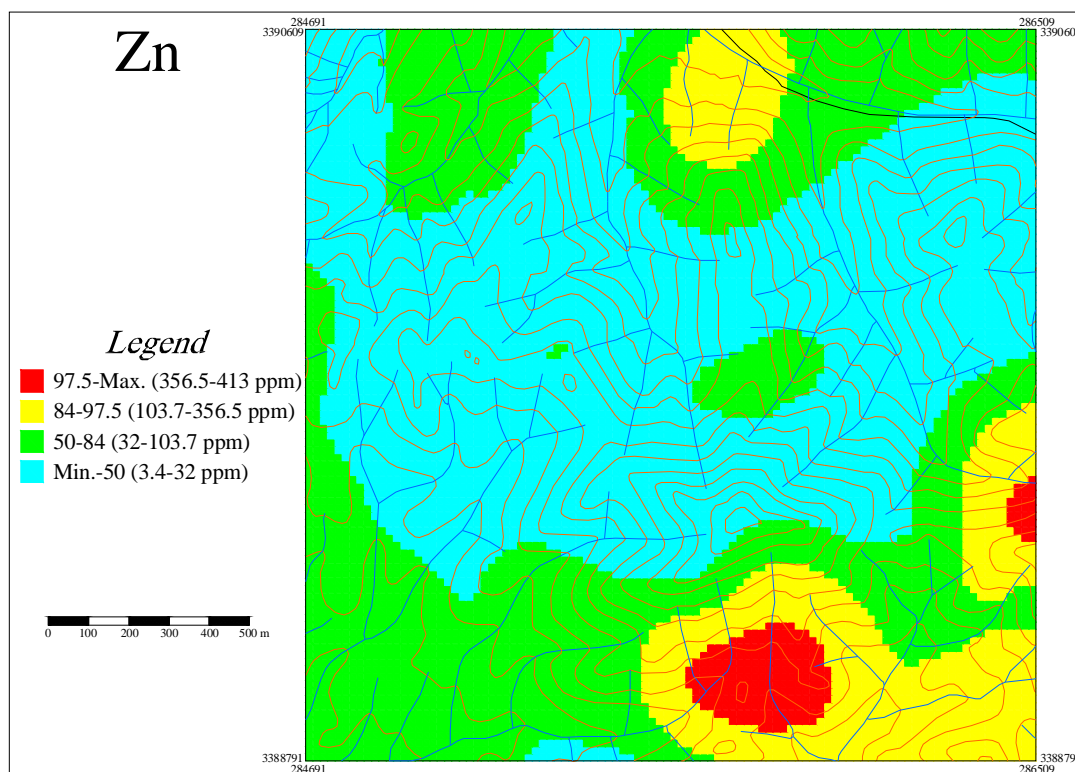 Zn
284691
286509
3390609
339060
Legend
97.5-Max. (356.5-413 ppm)
84-97.5 (103.7-356.5 ppm)
50-84 (32-103.7 ppm)
Min.-50 (3.4-32 ppm)
0 100 200 300 400 500 m
3388791
338879
284691
286509